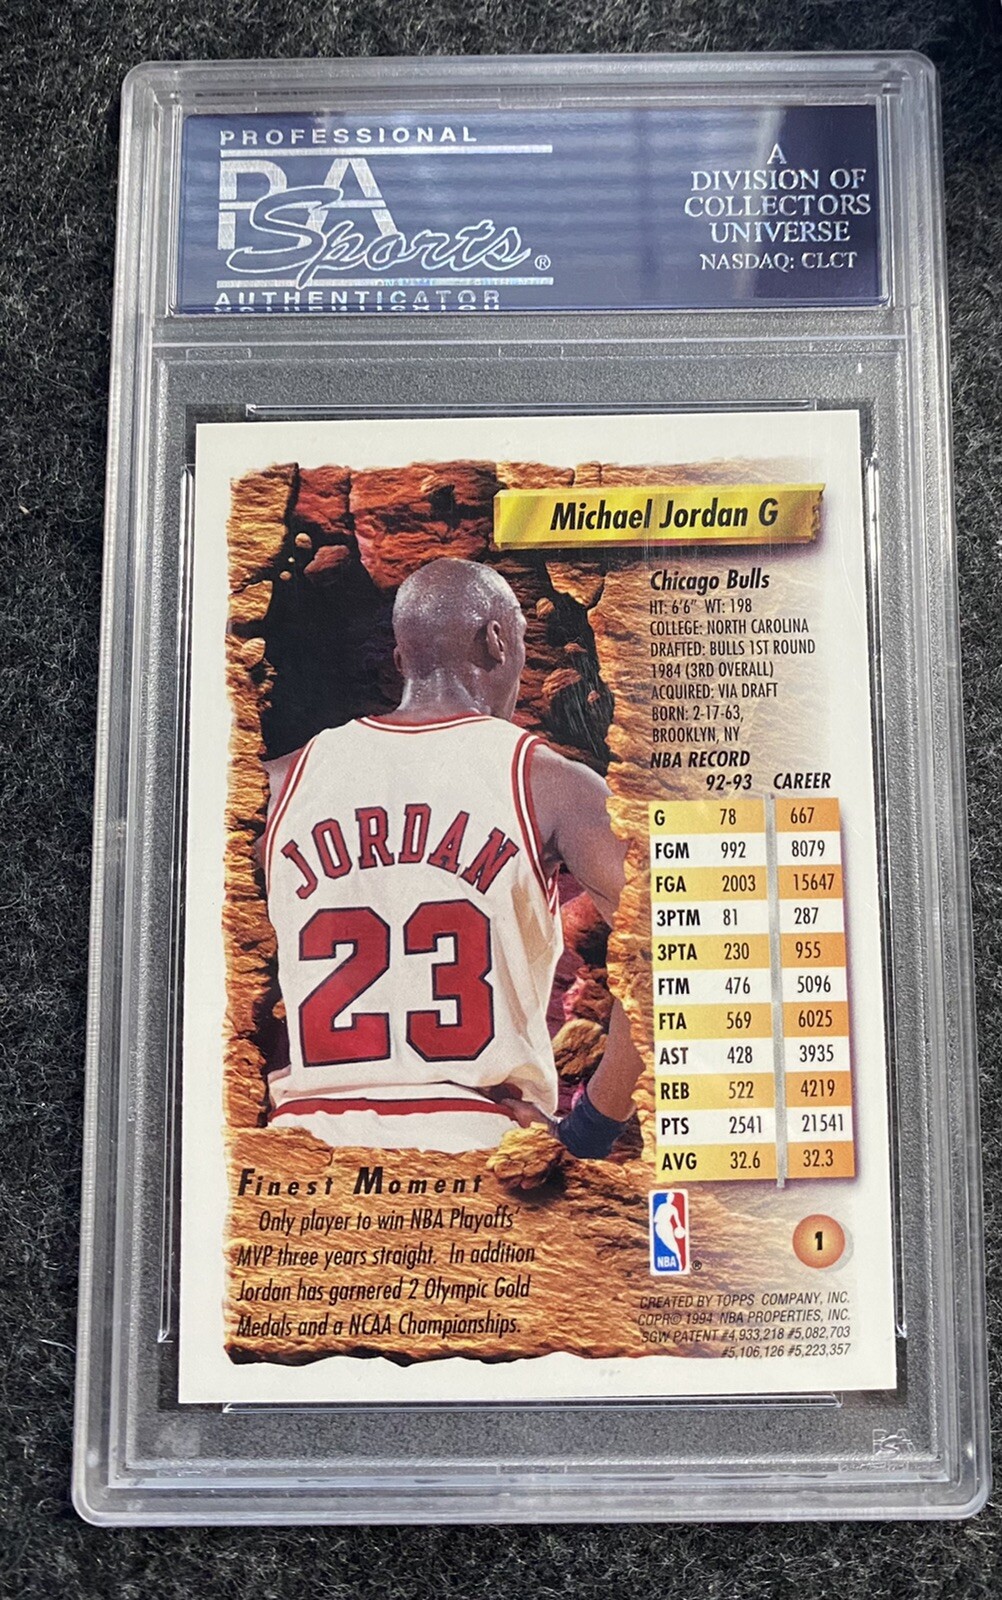 PROFESSIONAL
PSA
Sports®
AUTHENTICATOR
A
DIVISION OF
COLLECTORS
UNIVERSE
NASDAQ: CLCT
Michael Jordan G
Chicago Bulls
HT: 6'6" WT: 198
COLLEGE: NORTH CAROLINA
DRAFTED: BULLS 1ST ROUND
1984 (3RD OVERALL)
ACQUIRED: VIA DRAFT
BORN: 2-17-63,
BROOKLYN, NY
NBA RECORD
92-93 CAREER
G 78 667
FGM 992 8079
FGA 2003 15647
3PTM 81 287
3PTA 230 955
FTM 476 5096
FTA 569 6025
AST 428 3935
REB 522 4219
PTS 2541 21541
AVG 32.6 32.3
JORDAN
23
Finest Moment
Only player to win NBA Playoffs'
MVP three years straight. In addition
Jordan has garnered 2 Olympic Gold
Medals and a NCAA Championships.
NBA®
1
CREATED BY TOPPS COMPANY, INC.
COPR© 1994 NBA PROPERTIES, INC.
SGW PATENT #4,933,218 #5,082,703
#5,106,126 #5,223,357
PSA